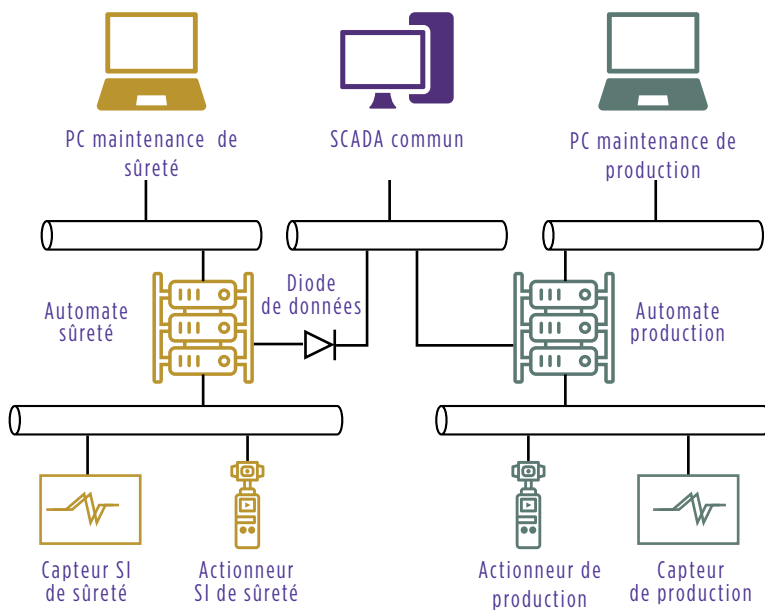 PC maintenance de
sûreté
SCADA commun
PC maintenance de
production
Automate
sûreté
Diode
de données
Automate
production
Capteur SI
de sûreté
Actionneur
SI de sûreté
Actionneur de
production
Capteur
de production